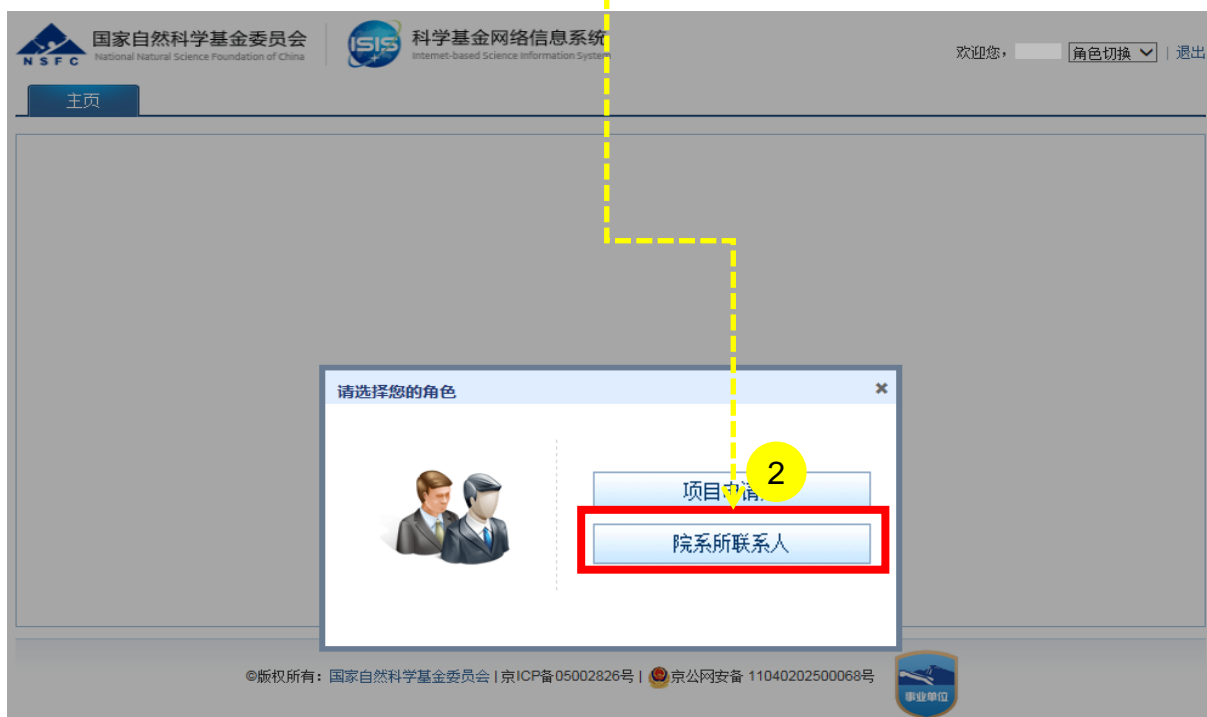 国家自然科学基金委员会
National Natural Science Foundation of China
NSFC
ISIS
科学基金网络信息系统
Internet-based Science Information System
欢迎您，
角色切换
| 退出
主页
请选择您的角色
2
项目申请
院系所联系人
©版权所有：国家自然科学基金委员会 | 京ICP备05002826号 | 京公网安备 11040202500068号
事业单位